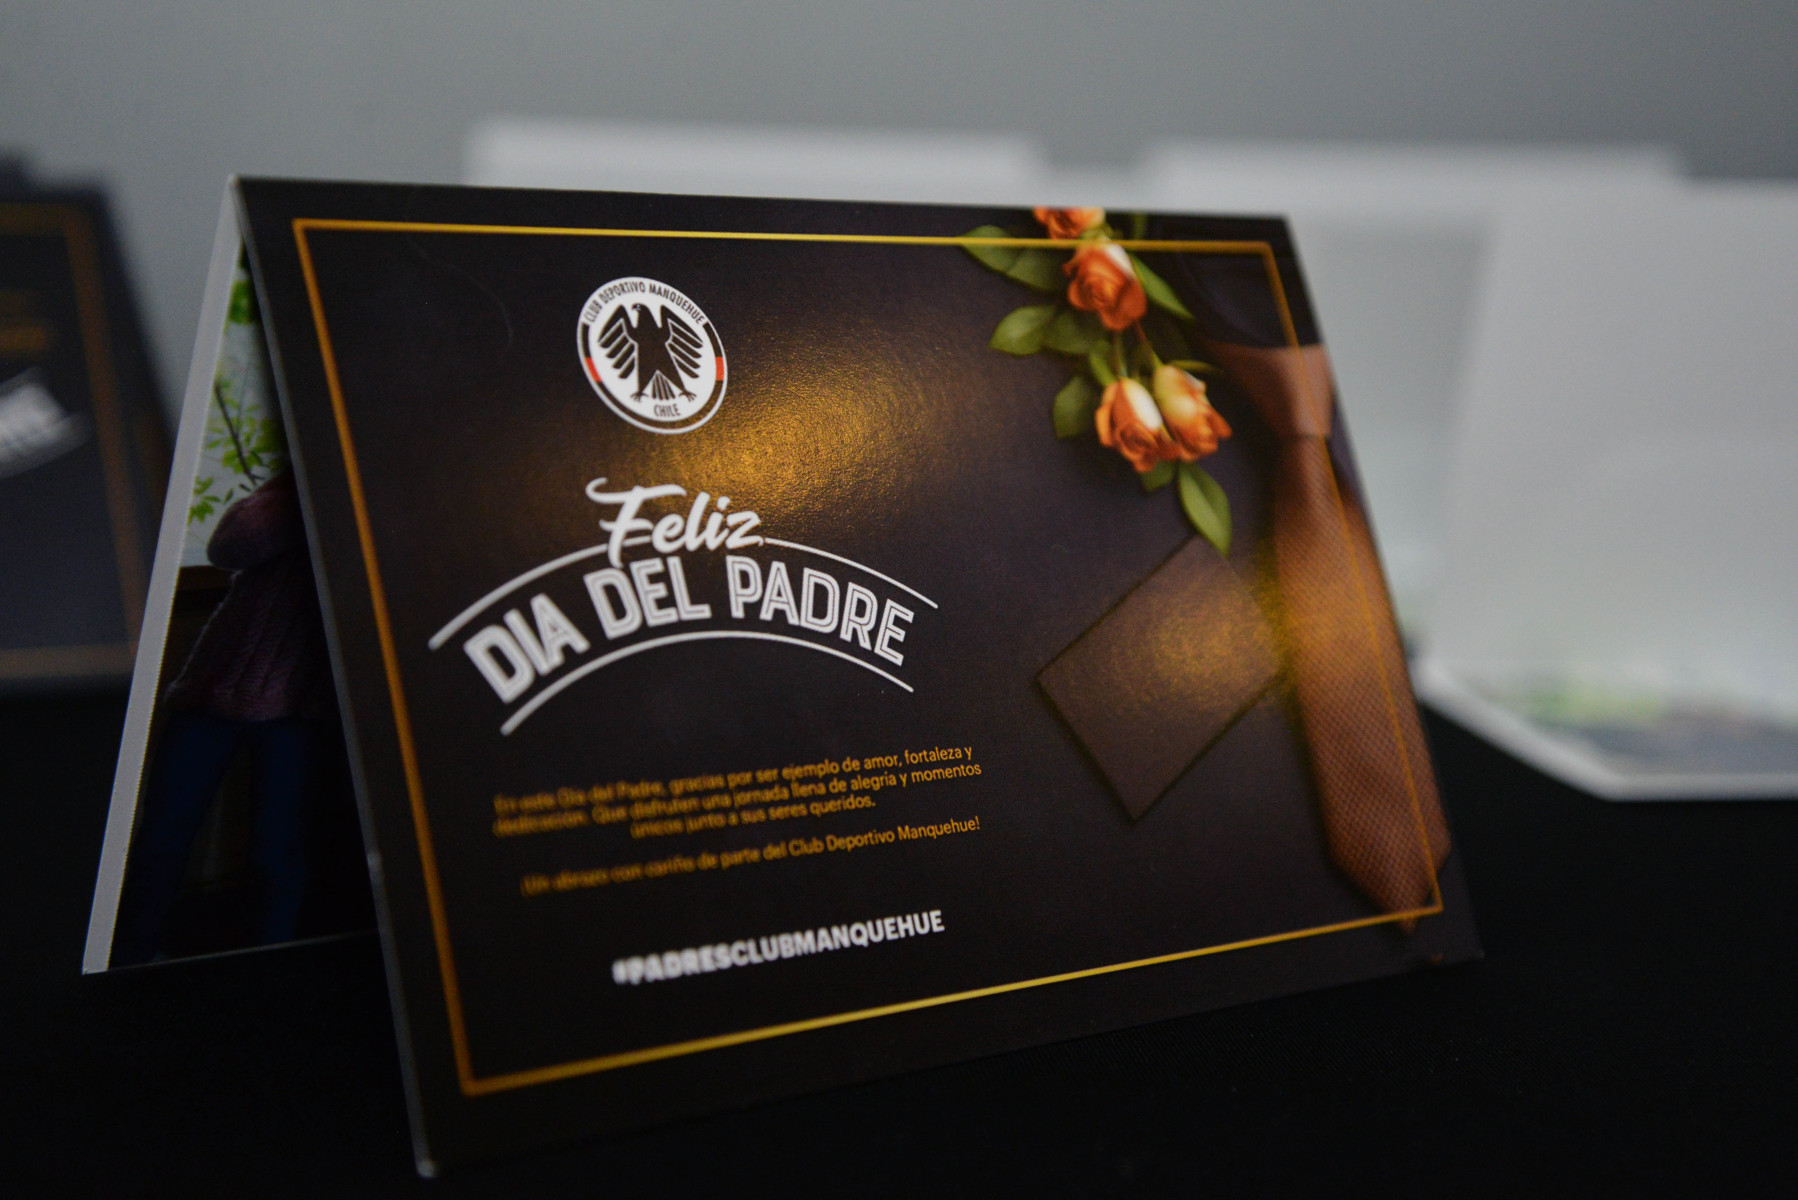 CLUB DEPORTIVO MANQUEHUE
CHILE
Feliz
DIA DEL PADRE
En este Dia del Padre, gracias por ser ejemplo de amor, fortaleza y
dedicación. Que disfruten una jornada llena de alegría y momentos
únicos junto a sus seres queridos.
¡Un abrazo con cariño de parte del Club Deportivo Manquehue!
#PADRESCLUBMANQUEHUE